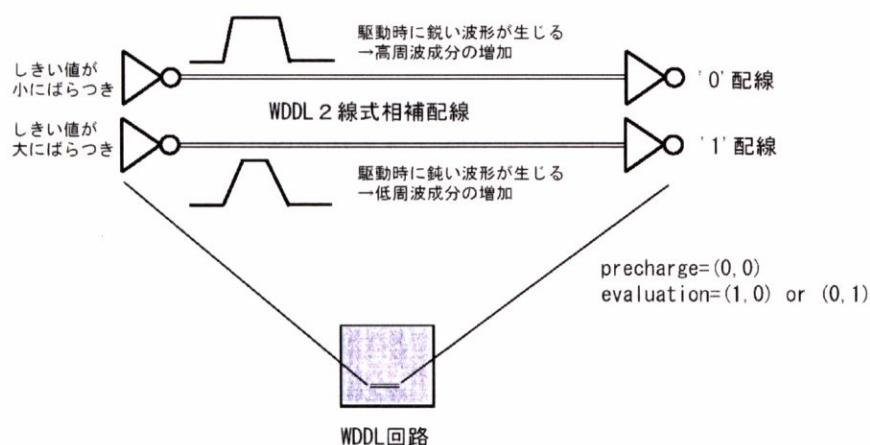 駆動時に鋭い波形が生じる
→高周波成分の増加
しきい値が
小にばらつき
'0'配線
WDDL2線式相補配線
しきい値が
大にばらつき
'1'配線
駆動時に鈍い波形が生じる
→低周波成分の増加
precharge=(0,0)
evaluation=(1,0) or (0,1)
WDDL回路